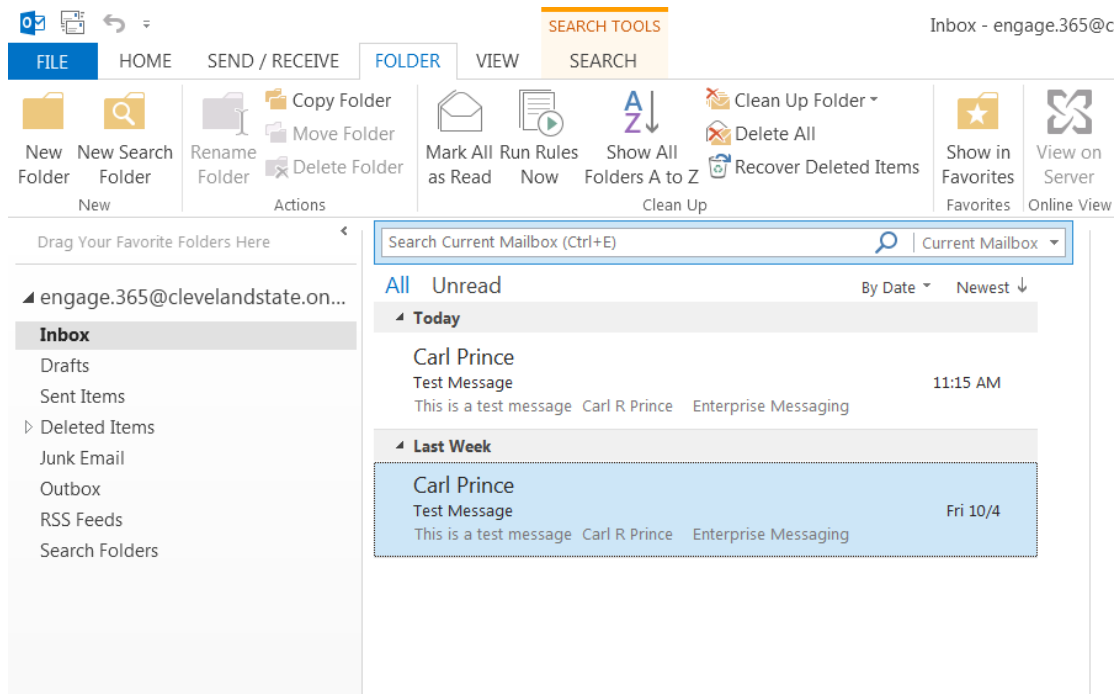 SEARCH TOOLS
Inbox - engage.365@c
FILE HOME SEND / RECEIVE FOLDER VIEW SEARCH
New Folder
New Search Folder
Rename Folder
Copy Folder
Move Folder
Delete Folder
Mark All as Read
Run Rules Now
Show All Folders A to Z
Clean Up Folder
Delete All
Recover Deleted Items
Show in Favorites
View on Server
New Actions Clean Up Favorites Online View
Drag Your Favorite Folders Here
Search Current Mailbox (Ctrl+E) Current Mailbox
engage.365@clevelandstate.on...
Inbox
Drafts
Sent Items
Deleted Items
Junk Email
Outbox
RSS Feeds
Search Folders
All Unread By Date Newest
Today
Carl Prince
Test Message 11:15 AM
This is a test message Carl R Prince Enterprise Messaging
Last Week
Carl Prince
Test Message Fri 10/4
This is a test message Carl R Prince Enterprise Messaging